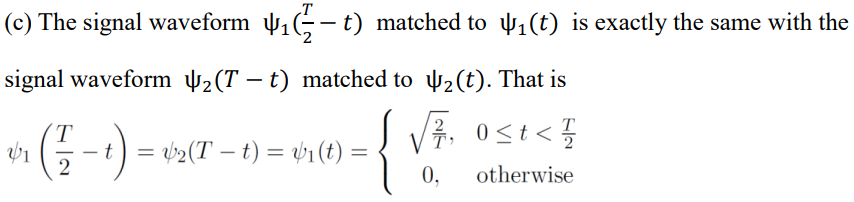 (c) The signal waveform ψ₁(T/2 − t) matched to ψ₁(t) is exactly the same with the
signal waveform ψ₂(T − t) matched to ψ₂(t). That is
ψ₁(T/2 − t) = ψ₂(T − t) = ψ₁(t) = { √(2/T), 0 ≤ t < T/2
0, otherwise